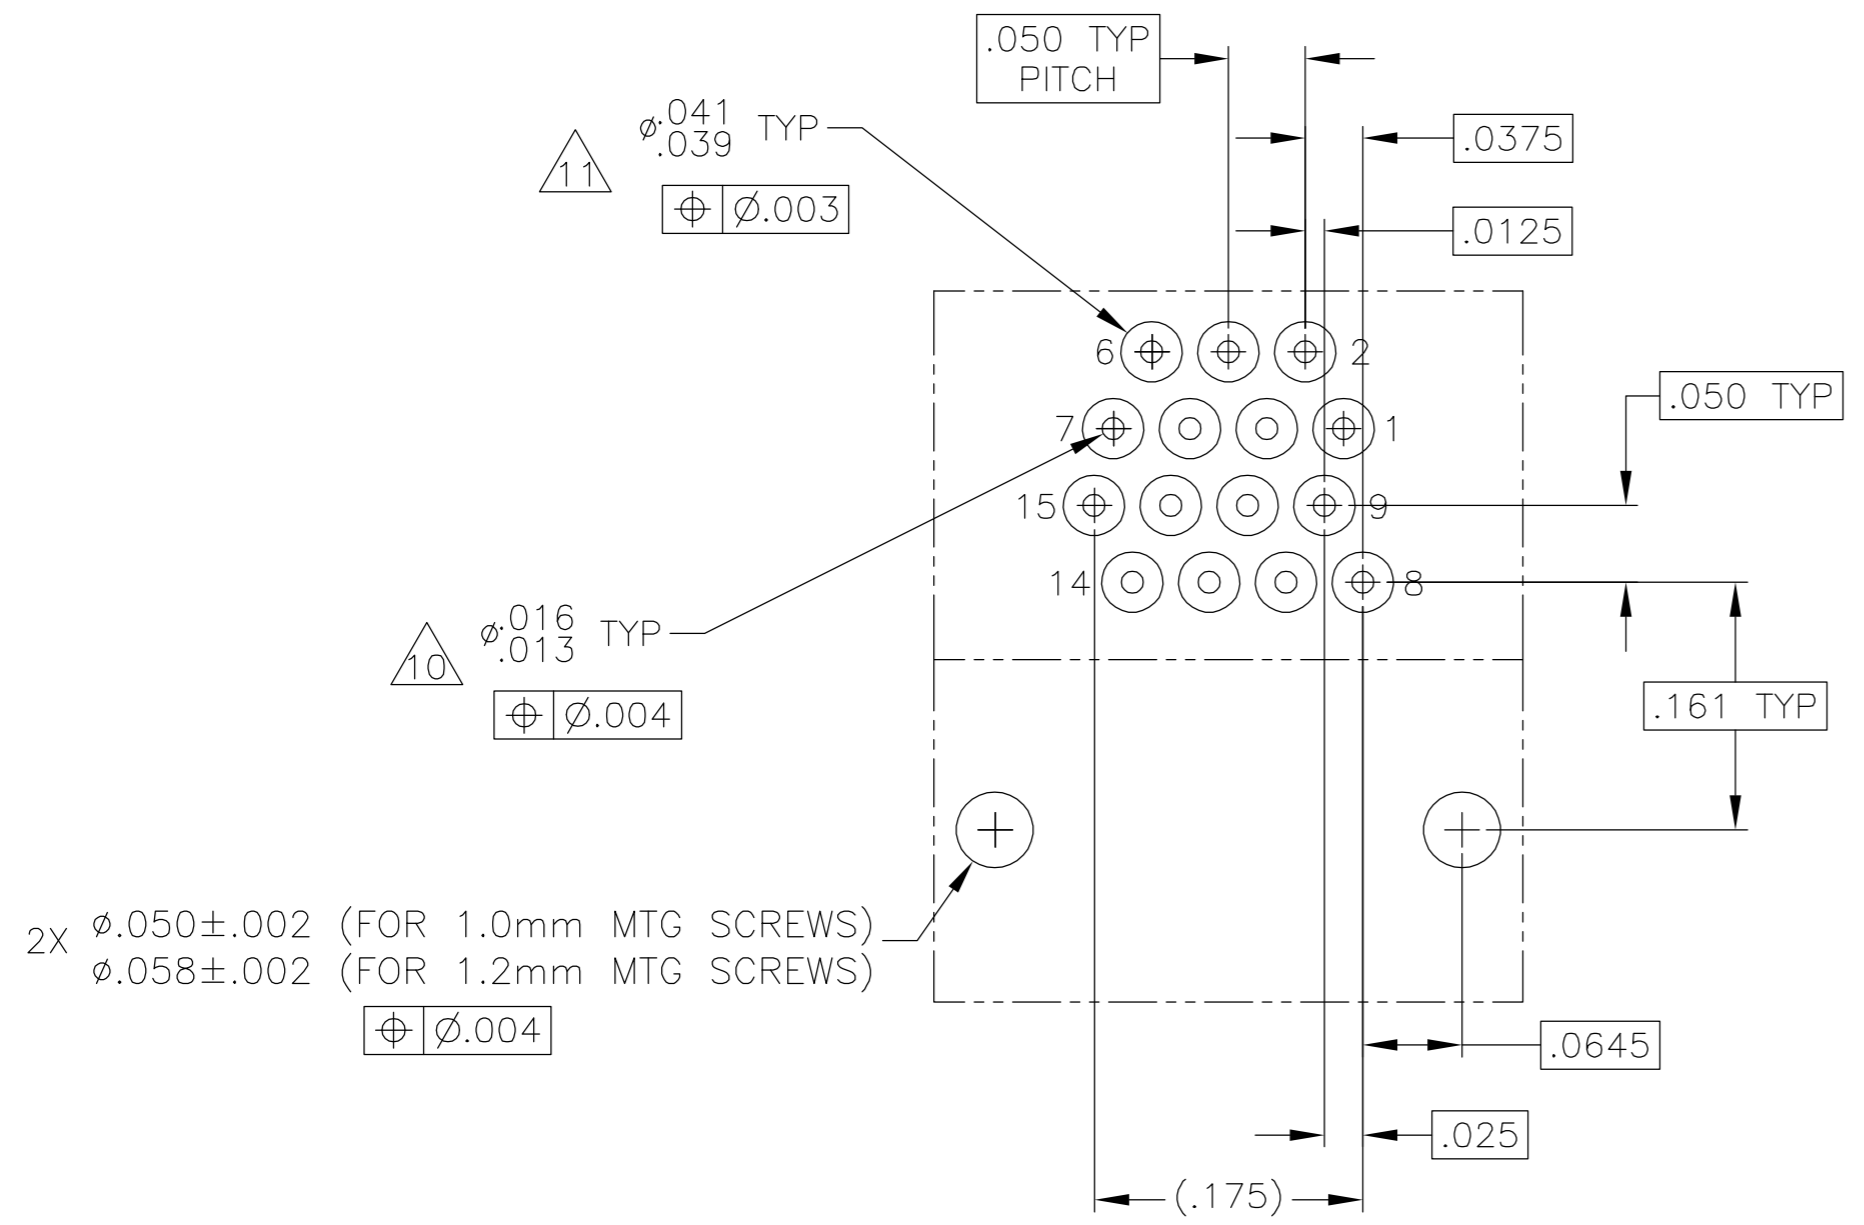 .050 TYP
PITCH
.0375
.0125
11
⌀.041
.039 TYP
⌖ ⌀.003
6
2
.050 TYP
7
1
15
9
14
8
10
⌀.016
.013 TYP
⌖ ⌀.004
.161 TYP
2X ⌀.050±.002 (FOR 1.0mm MTG SCREWS)
⌀.058±.002 (FOR 1.2mm MTG SCREWS)
⌖ ⌀.004
.0645
.025
(.175)